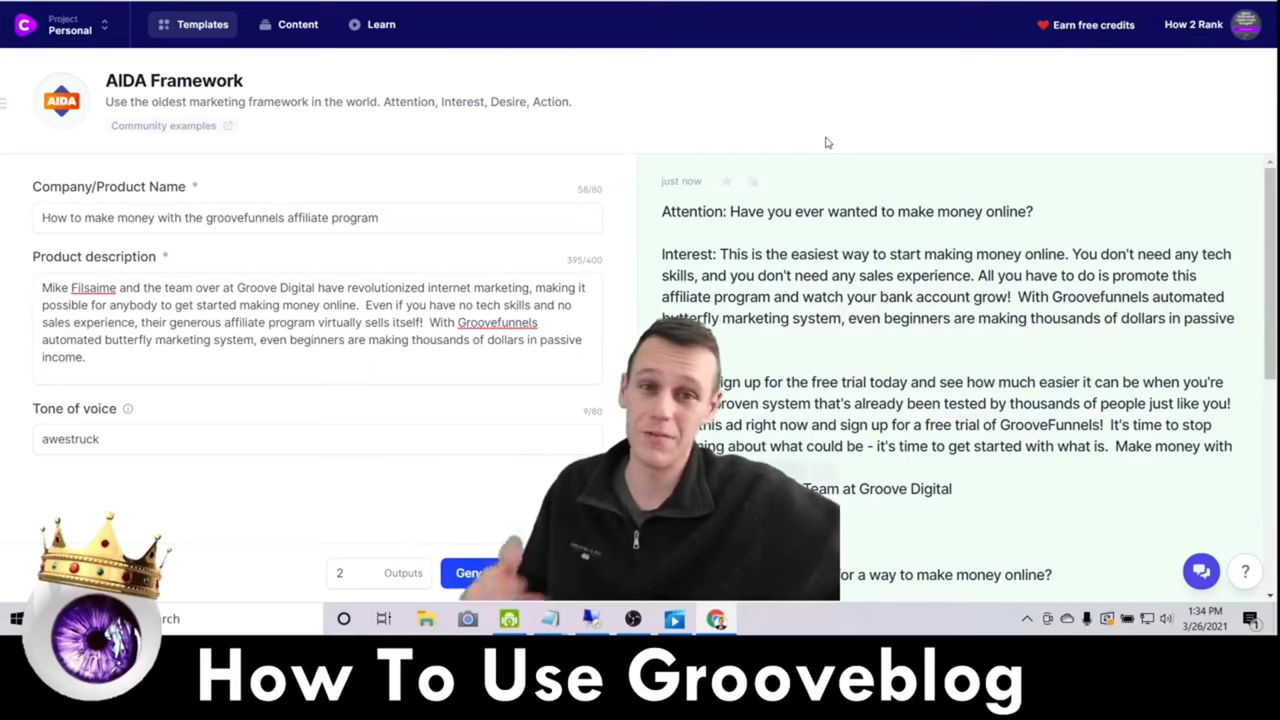 Project
Personal
Templates
Content
Learn
Earn free credits
How 2 Rank
AIDA
AIDA Framework
Use the oldest marketing framework in the world. Attention, Interest, Desire, Action.
Community examples
Company/Product Name *
58/80
How to make money with the groovefunnels affiliate program
Product description *
395/400
Mike Filsaime and the team over at Groove Digital have revolutionized internet marketing, making it
possible for anybody to get started making money online. Even if you have no tech skills and no
sales experience, their generous affiliate program virtually sells itself! With Groovefunnels
automated butterfly marketing system, even beginners are making thousands of dollars in passive
income.
Tone of voice
9/80
awestruck
2 Outputs
just now
Attention: Have you ever wanted to make money online?
Interest: This is the easiest way to start making money online. You don't need any tech
skills, and you don't need any sales experience. All you have to do is promote this
affiliate program and watch your bank account grow! With Groovefunnels automated
butterfly marketing system, even beginners are making thousands of dollars in passive
up for the free trial today and see how much easier it can be when you're
system that's already been tested by thousands of people just like you!
this ad right now and sign up for a free trial of GrooveFunnels! It's time to stop
about what could be - it's time to get started with what is. Make money with
Team at Groove Digital
for a way to make money online?
?
1:34 PM
3/26/2021
How To Use Grooveblog